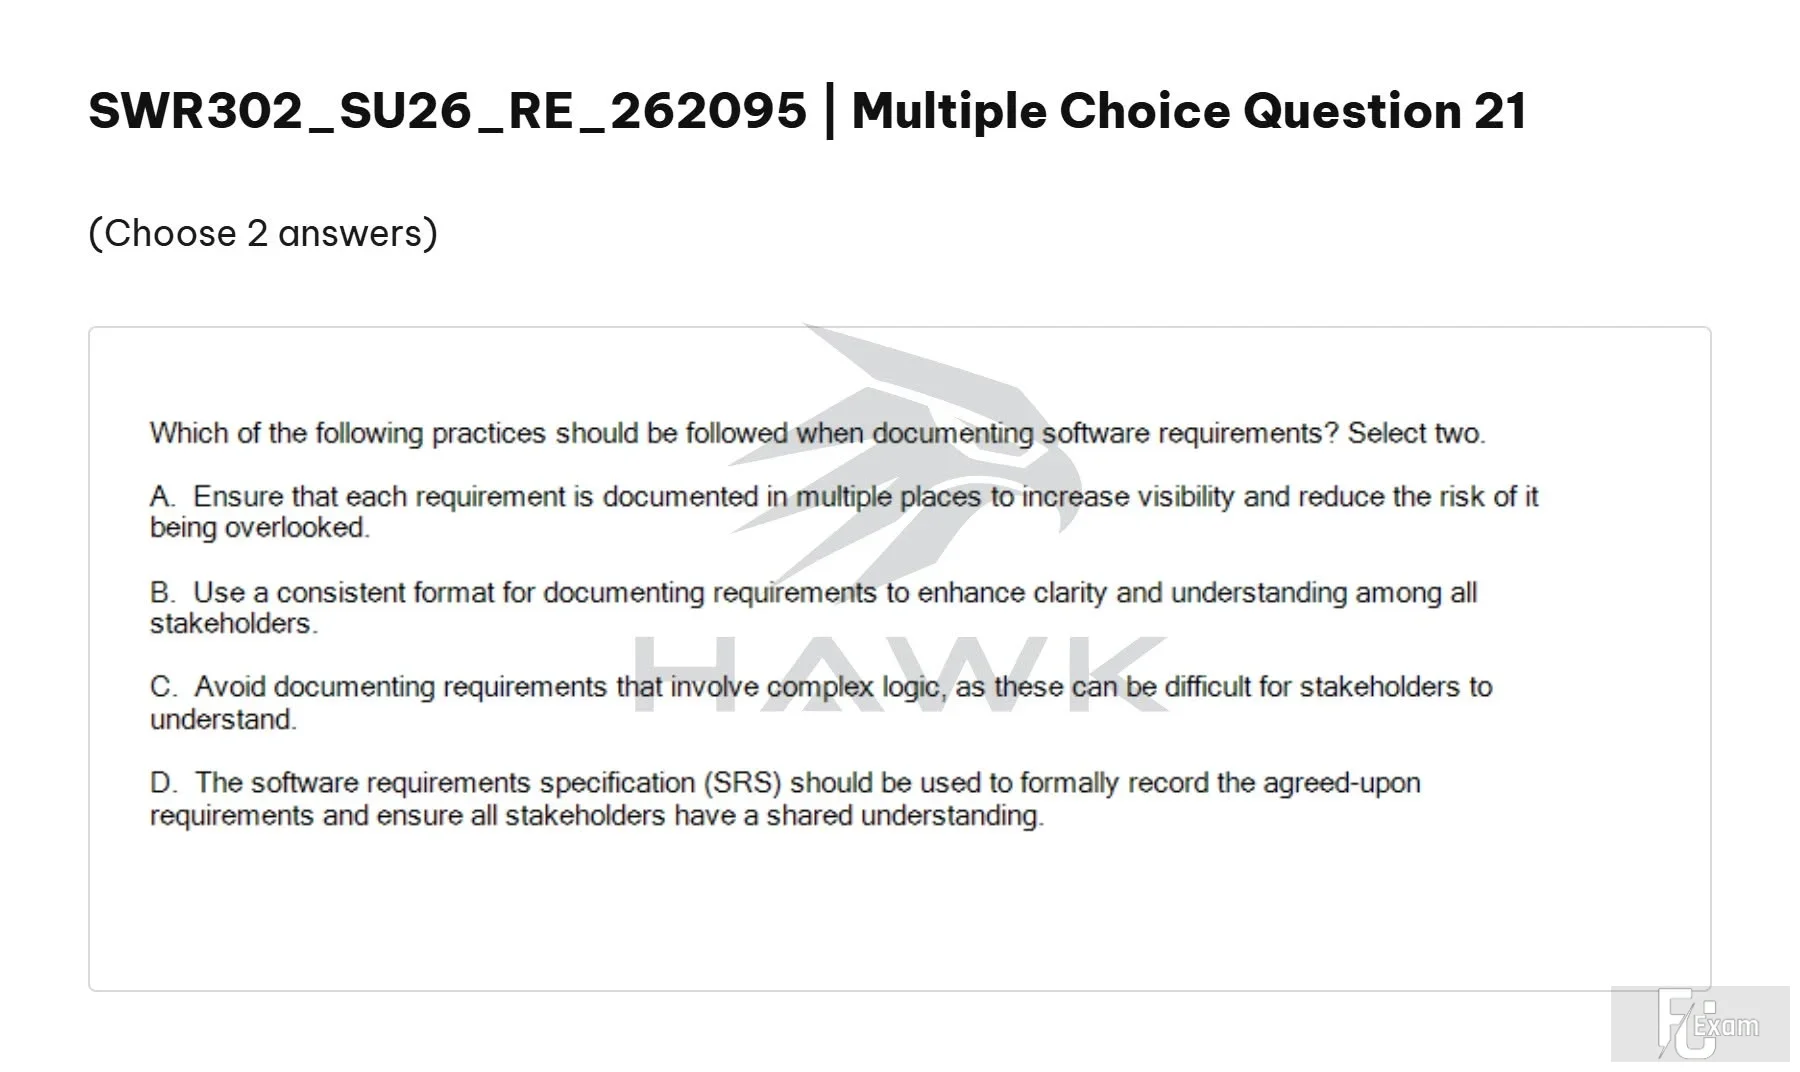 SWR302_SU26_RE_262095 | Multiple Choice Question 21
(Choose 2 answers)
Which of the following practices should be followed when documenting software requirements? Select two.
A.  Ensure that each requirement is documented in multiple places to increase visibility and reduce the risk of it
being overlooked.
B.  Use a consistent format for documenting requirements to enhance clarity and understanding among all
stakeholders.
HAWK
C.  Avoid documenting requirements that involve complex logic, as these can be difficult for stakeholders to
understand.
D.  The software requirements specification (SRS) should be used to formally record the agreed-upon
requirements and ensure all stakeholders have a shared understanding.
FU Exam